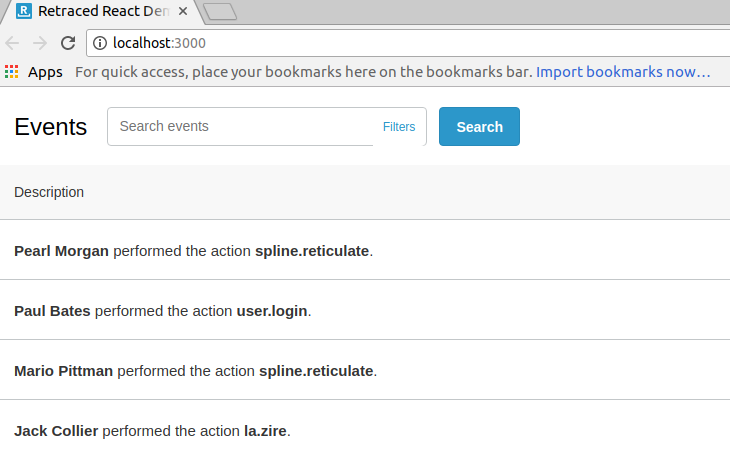 R Retraced React Den
localhost:3000
Apps For quick access, place your bookmarks here on the bookmarks bar. Import bookmarks now…
Events Search events Filters Search
Description
Pearl Morgan performed the action spline.reticulate.
Paul Bates performed the action user.login.
Mario Pittman performed the action spline.reticulate.
Jack Collier performed the action la.zire.